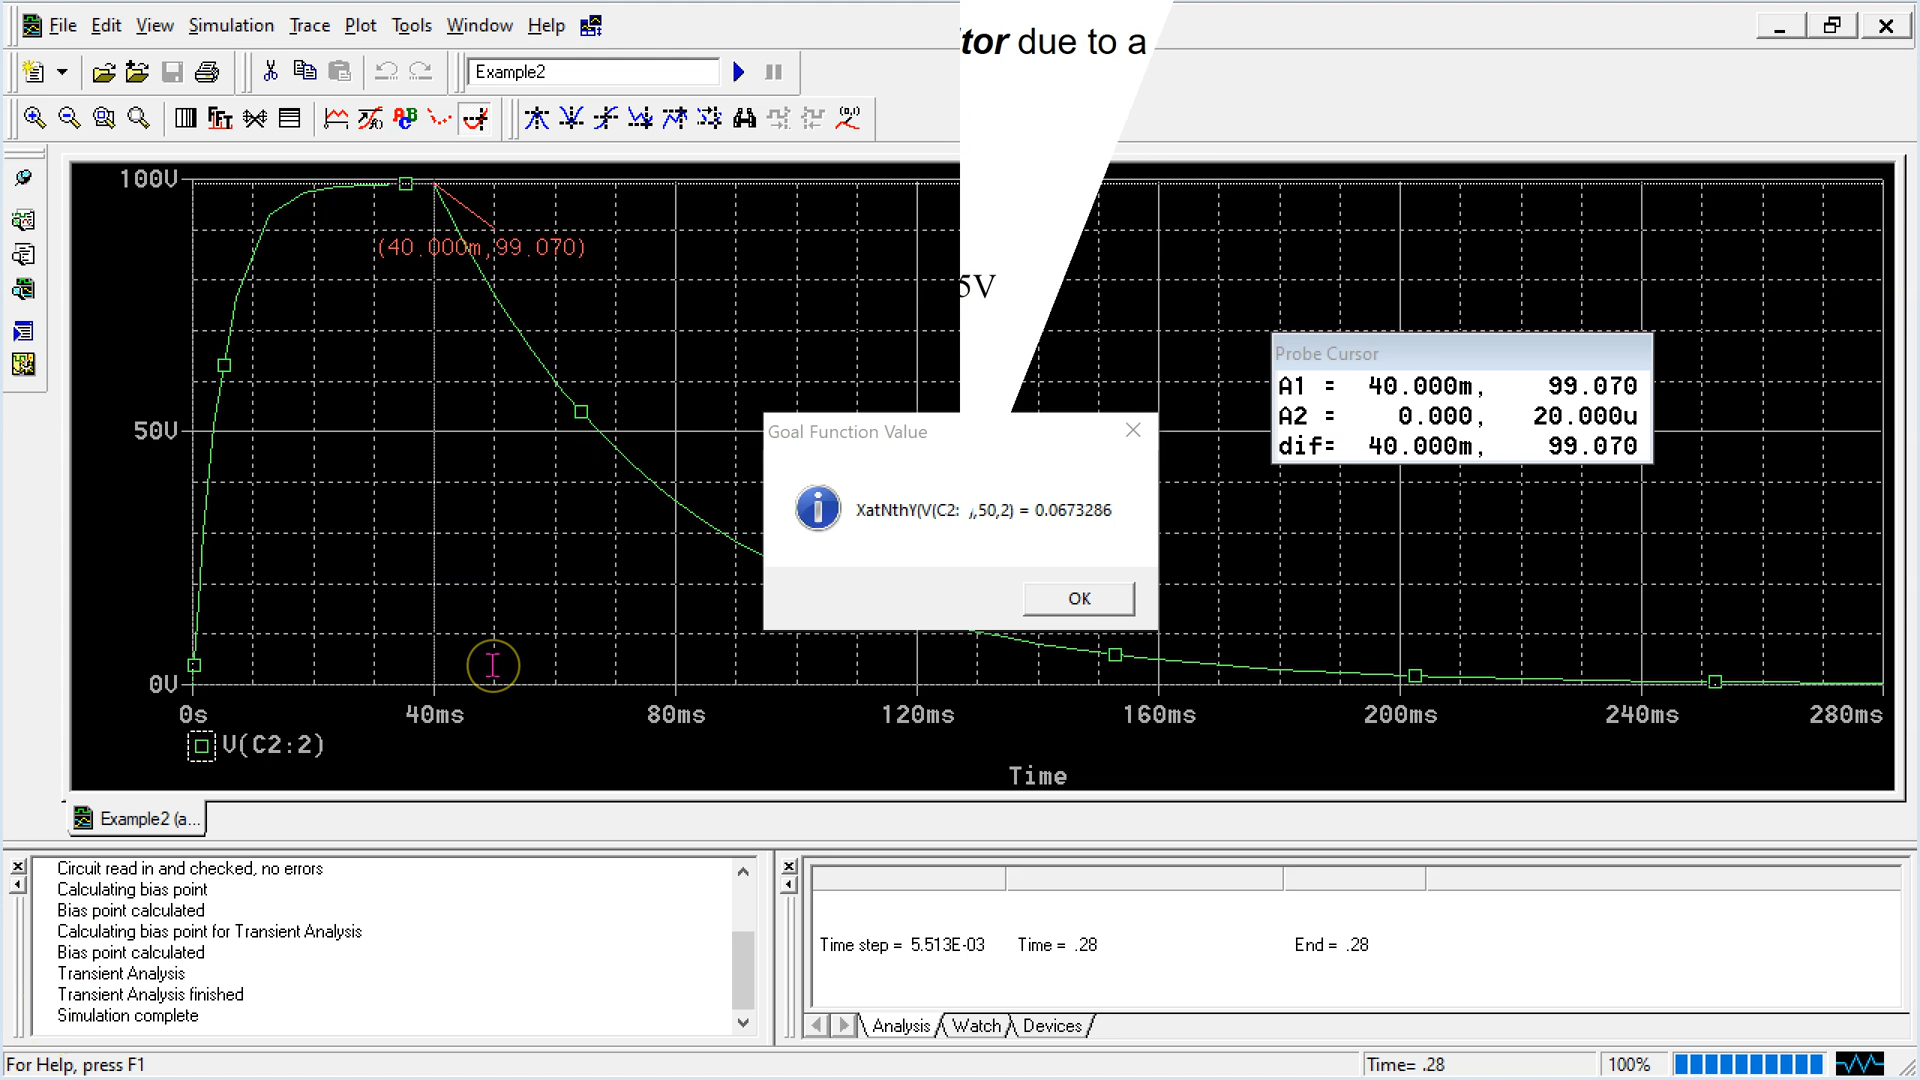 File Edit View Simulation Trace Plot Tools Window Help
tor due to a
Example2
FFT
ABC
100V
(40.000m,99.070)
5V
Probe Cursor
A1 = 40.000m, 99.070
A2 = 0.000, 20.000u
dif= 40.000m, 99.070
50V
Goal Function Value
XatNthY(V(C2: ),50,2) = 0.0673286
OK
0V
0s 40ms 80ms 120ms 160ms 200ms 240ms 280ms
V(C2:2)
Time
Example2 (a...
Circuit read in and checked, no errors
Calculating bias point
Bias point calculated
Calculating bias point for Transient Analysis
Bias point calculated
Transient Analysis
Transient Analysis finished
Simulation complete
Time step = 5.513E-03 Time = .28 End = .28
Analysis Watch Devices
For Help, press F1
Time= .28 100%